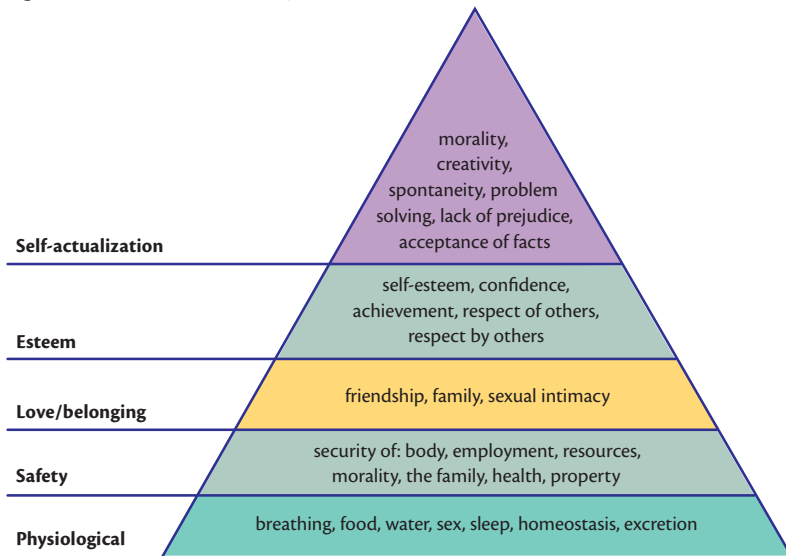 morality,
creativity,
spontaneity, problem
solving, lack of prejudice,
acceptance of facts
Self-actualization
self-esteem, confidence,
achievement, respect of others,
respect by others
Esteem
friendship, family, sexual intimacy
Love/belonging
security of: body, employment, resources,
morality, the family, health, property
Safety
breathing, food, water, sex, sleep, homeostasis, excretion
Physiological